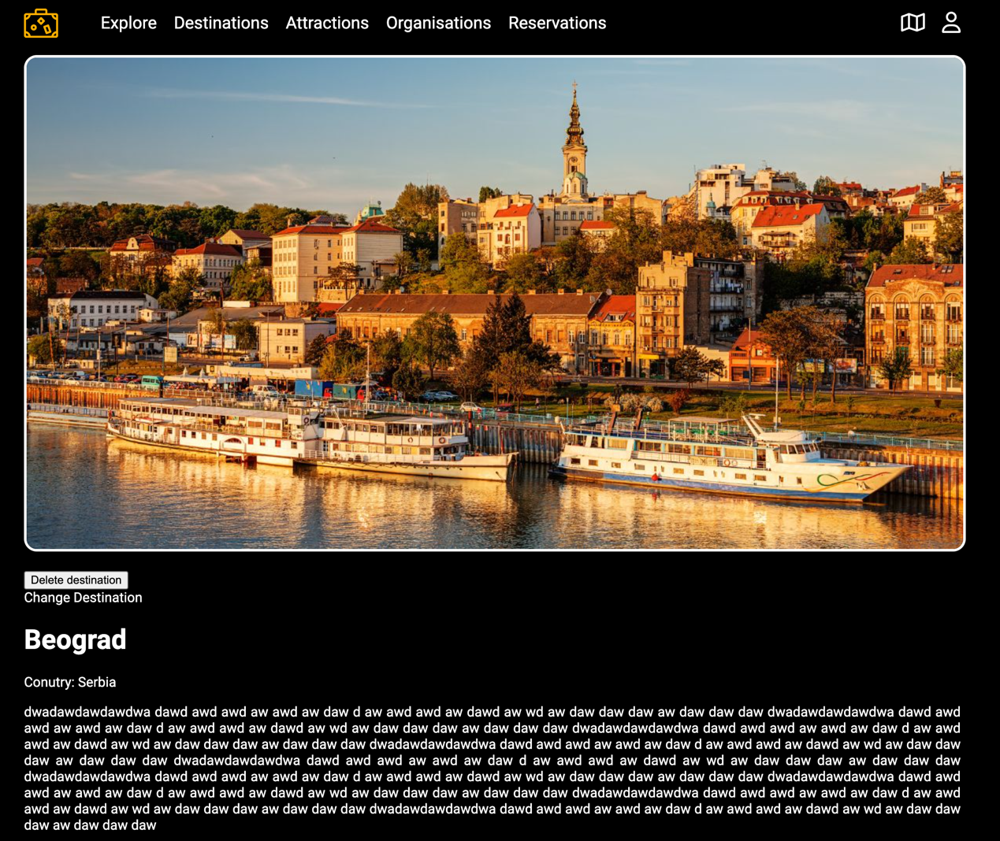 Explore Destinations Attractions Organisations Reservations
Delete destination
Change Destination
Beograd
Conutry: Serbia
dwadawdawdawdwa dawd awd awd aw awd aw daw d aw awd awd aw dawd aw wd aw daw daw daw aw daw daw daw dwadawdawdawdwa dawd awd
awd aw awd aw daw d aw awd awd aw dawd aw wd aw daw daw daw aw daw daw daw dwadawdawdawdwa dawd awd awd aw awd aw daw d aw awd
awd aw dawd aw wd aw daw daw daw aw daw daw daw dwadawdawdawdwa dawd awd awd aw awd aw daw d aw awd awd aw dawd aw wd aw daw daw
daw aw daw daw daw dwadawdawdawdwa dawd awd awd aw awd aw daw d aw awd awd aw dawd aw wd aw daw daw daw aw daw daw daw
dwadawdawdawdwa dawd awd awd aw awd aw daw d aw awd awd aw dawd aw wd aw daw daw daw aw daw daw daw dwadawdawdawdwa dawd awd
awd aw awd aw daw d aw awd awd aw dawd aw wd aw daw daw daw aw daw daw daw dwadawdawdawdwa dawd awd awd aw awd aw daw d aw awd
awd aw dawd aw wd aw daw daw daw aw daw daw daw dwadawdawdawdwa dawd awd awd aw awd aw daw d aw awd awd aw dawd aw wd aw daw daw
daw aw daw daw daw